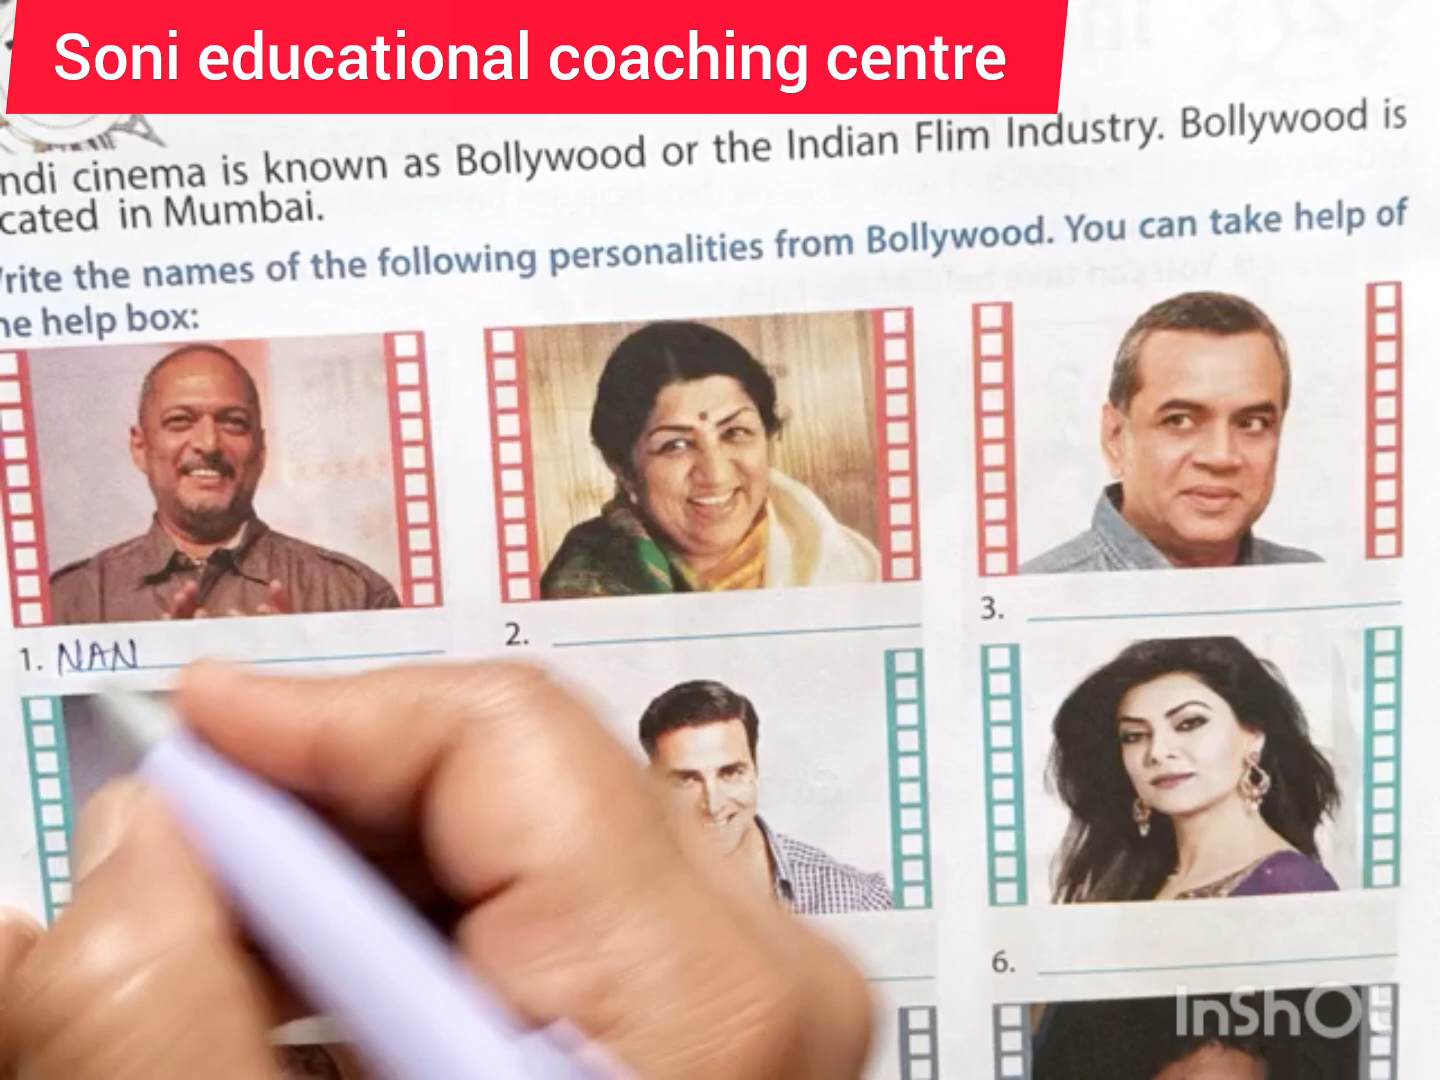 Soni educational coaching centre
ndi cinema is known as Bollywood or the Indian Flim Industry. Bollywood is
cated in Mumbai.
rite the names of the following personalities from Bollywood. You can take help of
he help box:
1. NAN
2.
3.
6.
InShOt